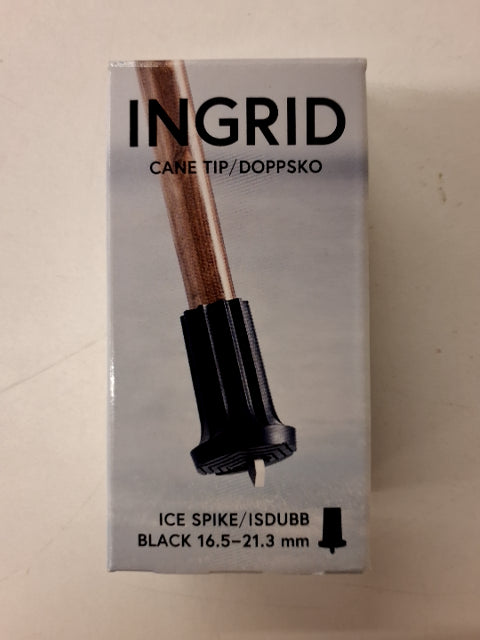 INGRID
CANE TIP/DOPPSKO
ICE SPIKE/ISDUBB
BLACK 16.5–21.3 mm